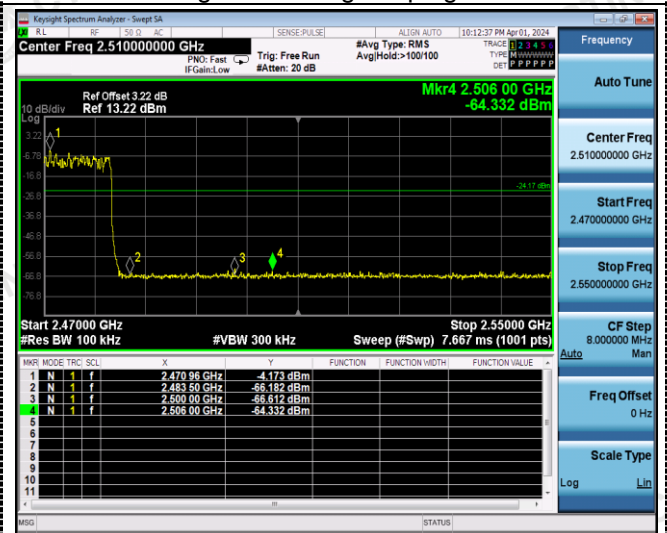 Keysight Spectrum Analyzer - Swept SA
LXI RL RF 50 Ω AC SENSE:PULSE ALIGN AUTO 10:12:37 PM Apr 01, 2024
Center Freq 2.510000000 GHz
PNO: Fast
IFGain:Low
Trig: Free Run
#Atten: 20 dB
#Avg Type: RMS
Avg|Hold:>100/100
TRACE 1 2 3 4 5 6
TYPE M WWWWW
DET P P P P P P
Ref Offset 3.22 dB
10 dB/div Ref 13.22 dBm
Mkr4 2.506 00 GHz
-64.332 dBm
Log
3.22
-6.78
-16.8
-26.8
-36.8
-46.8
-56.8
-66.8
-76.8
1
2
3
4
-24.17 dBm
Start 2.47000 GHz Stop 2.55000 GHz
#Res BW 100 kHz #VBW 300 kHz Sweep (#Swp) 7.667 ms (1001 pts)
MKR MODE TRC SCL X Y FUNCTION FUNCTION WIDTH FUNCTION VALUE
1 N 1 f 2.470 96 GHz -4.173 dBm
2 N 1 f 2.483 50 GHz -66.182 dBm
3 N 1 f 2.500 00 GHz -66.612 dBm
4 N 1 f 2.506 00 GHz -64.332 dBm
5
6
7
8
9
10
11
MSG STATUS
Frequency
Auto Tune
Center Freq
2.510000000 GHz
Start Freq
2.470000000 GHz
Stop Freq
2.550000000 GHz
CF Step
8.000000 MHz
Auto Man
Freq Offset
0 Hz
Scale Type
Log Lin